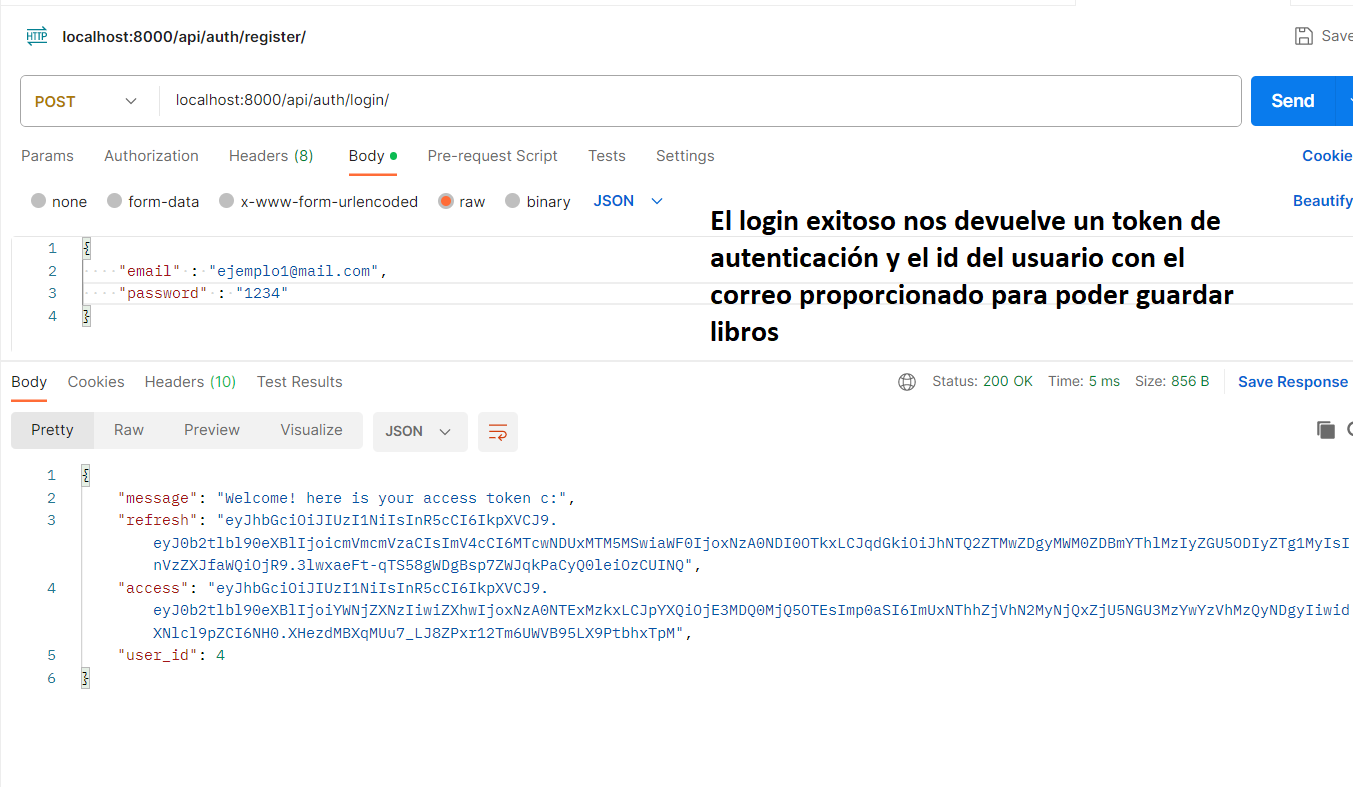 HTTP localhost:8000/api/auth/register/ Save
POST localhost:8000/api/auth/login/ Send
Params Authorization Headers (8) Body Pre-request Script Tests Settings Cookie
none form-data x-www-form-urlencoded raw binary JSON Beautify
El login exitoso nos devuelve un token de
autenticación y el id del usuario con el
correo proporcionado para poder guardar
libros
1 {
2 "email" : "ejemplo1@mail.com",
3 "password" : "1234"
4 }
Body Cookies Headers (10) Test Results Status: 200 OK Time: 5 ms Size: 856 B Save Response
Pretty Raw Preview Visualize JSON
1 {
2 "message": "Welcome! here is your access token c:",
3 "refresh": "eyJhbGciOiJIUzI1NiIsInR5cCI6IkpXVCJ9.
eyJ0b2tlbl90eXBlIjoicmVmcmVzaCIsImV4cCI6MTcwNDUxMTM5MSwiaWF0IjoxNzA0NDI0OTkxLCJqdGkiOiJhNTQ2ZTMwZDgyMWM0ZDBmYThlMzIyZGU5ODIyZTg1MyIsI
nVzZXJfaWQiOjR9.3lwxaeFt-qTS58gWDgBsp7ZWJqkPaCyQ0leiOzCUINQ",
4 "access": "eyJhbGciOiJIUzI1NiIsInR5cCI6IkpXVCJ9.
eyJ0b2tlbl90eXBlIjoiYWNjZXNzIiwiZXhwIjoxNzA0NTExMzkxLCJpYXQiOjE3MDQ0MjQ5OTEsImp0aSI6ImUxNThhZjVhN2MyNjQxZjU5NGU3MzYwYzVhMzQyNDgyIiwid
XNlcl9pZCI6NH0.XHezdMBXqMUu7_LJ8ZPxr12Tm6UWVB95LX9PtbhxTpM",
5 "user_id": 4
6 }